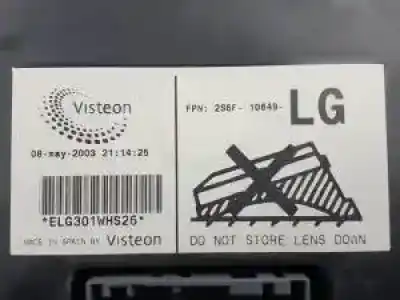 Visteon
08-may-2003 21:14:25
*ELG301WHS26*
MADE IN SPAIN BY Visteon
FPN: 2S6F- 10849- LG
DO NOT STORE LENS DOWN